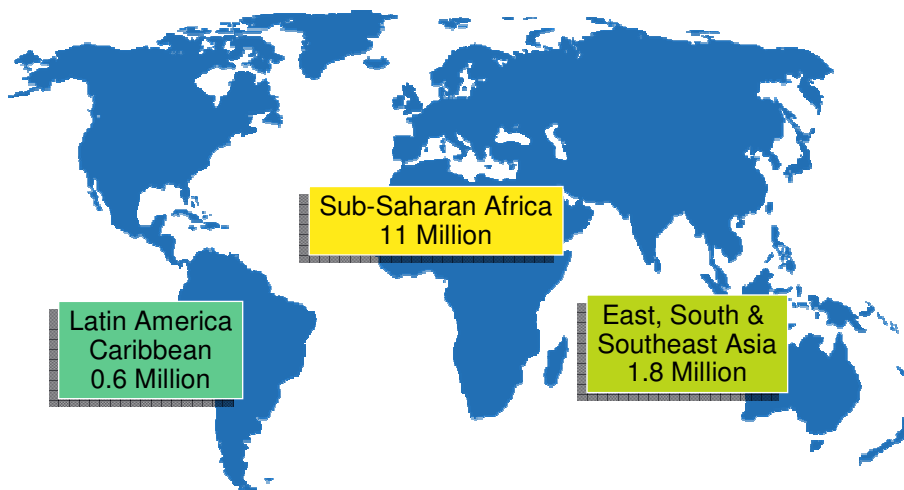 Sub-Saharan Africa
11 Million
Latin America
Caribbean
0.6 Million
East, South &
Southeast Asia
1.8 Million